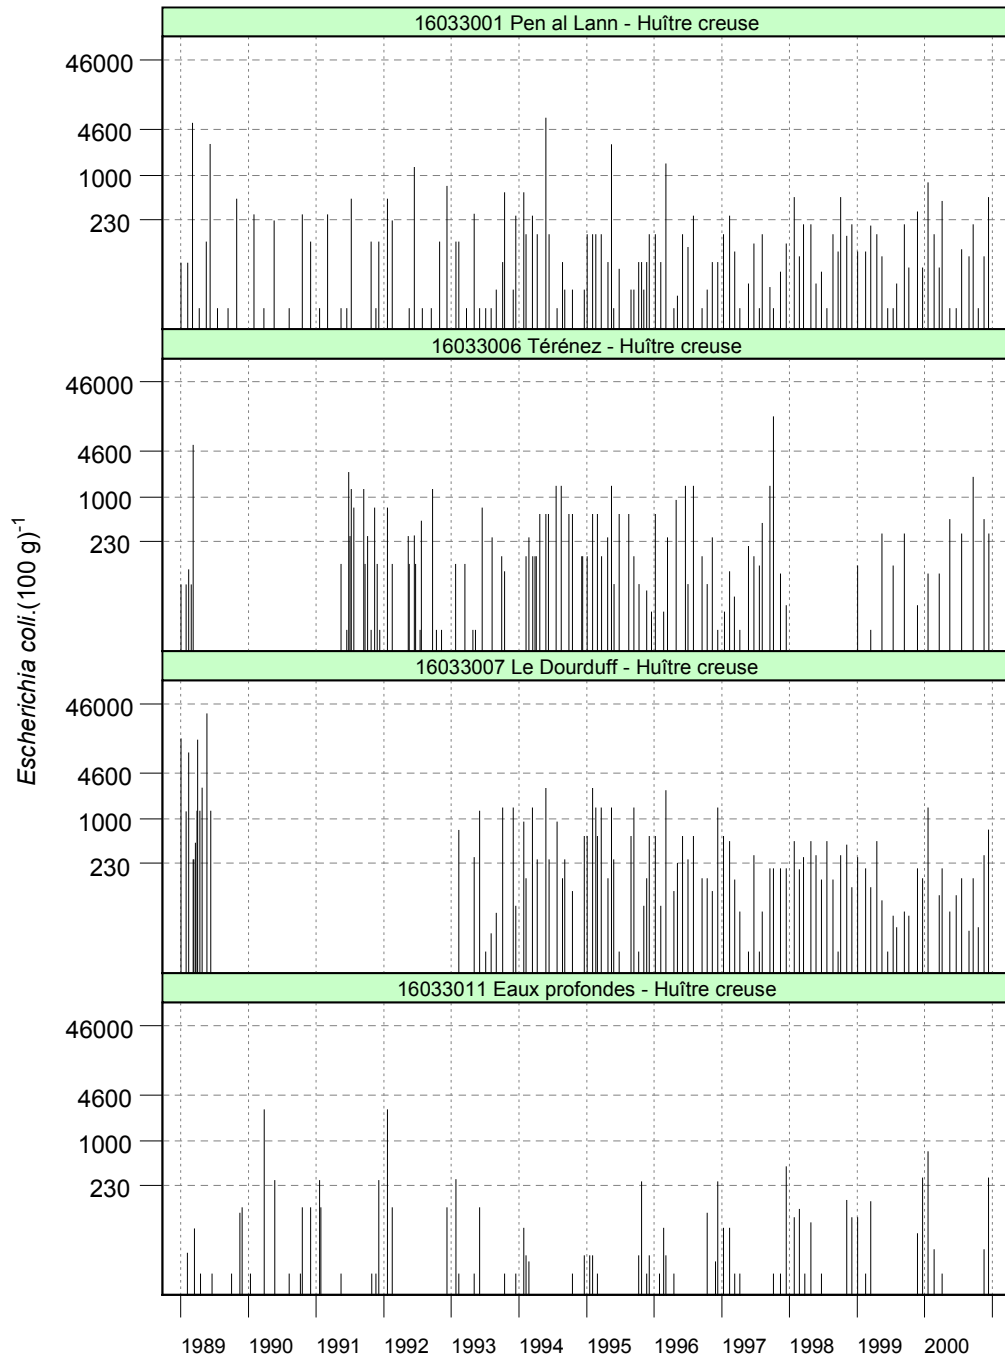 16033001 Pen al Lann - Huître creuse
46000
4600
1000
230
16033006 Térénez - Huître creuse
46000
4600
1000
230
16033007 Le Dourduff - Huître creuse
46000
4600
1000
230
16033011 Eaux profondes - Huître creuse
46000
4600
1000
230
Escherichia coli.(100 g)-1
1989 1990 1991 1992 1993 1994 1995 1996 1997 1998 1999 2000